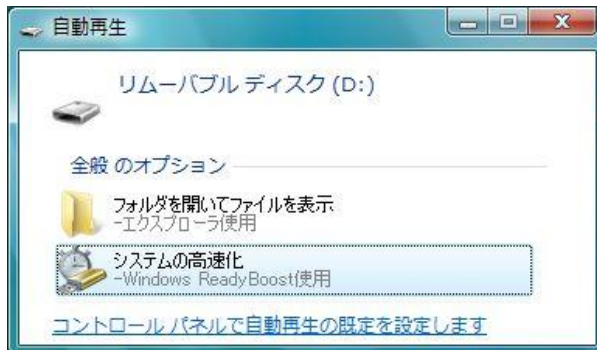 自動再生
リムーバブル ディスク (D:)
全般 のオプション
フォルダを開いてファイルを表示
-エクスプローラ使用
システムの高速化
-Windows ReadyBoost使用
コントロール パネルで自動再生の既定を設定します